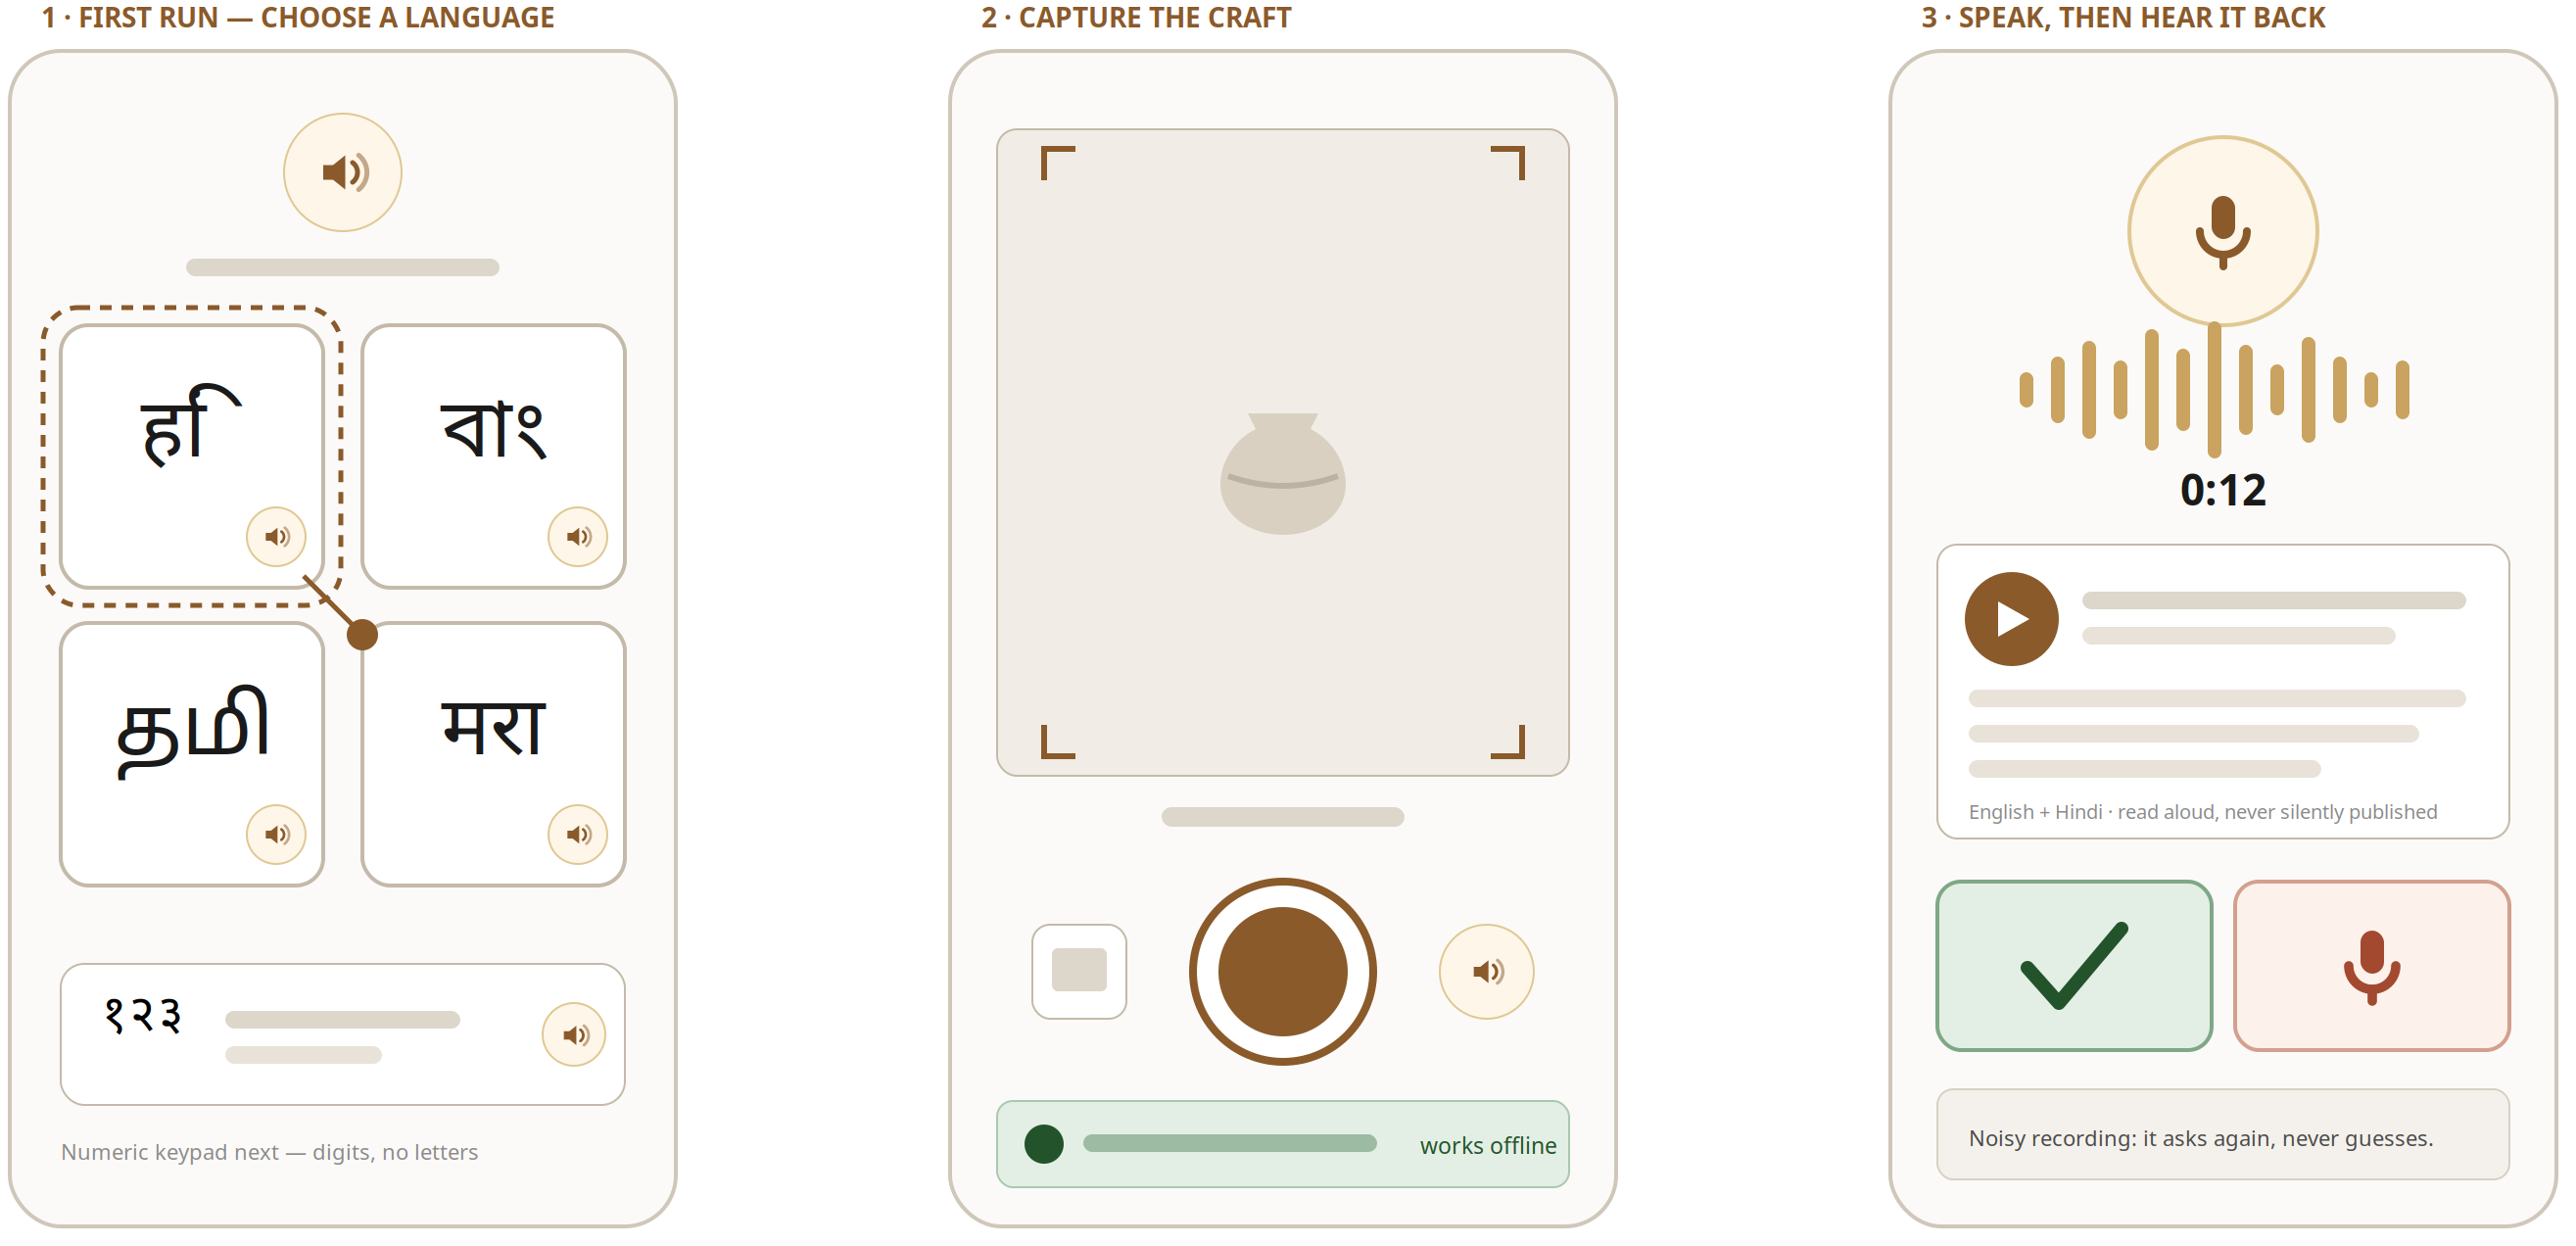 1 · FIRST RUN — CHOOSE A LANGUAGE
हि
বাং
தமி
मरा
१२३
Numeric keypad next — digits, no letters
2 · CAPTURE THE CRAFT
works offline
3 · SPEAK, THEN HEAR IT BACK
0:12
English + Hindi · read aloud, never silently published
Noisy recording: it asks again, never guesses.